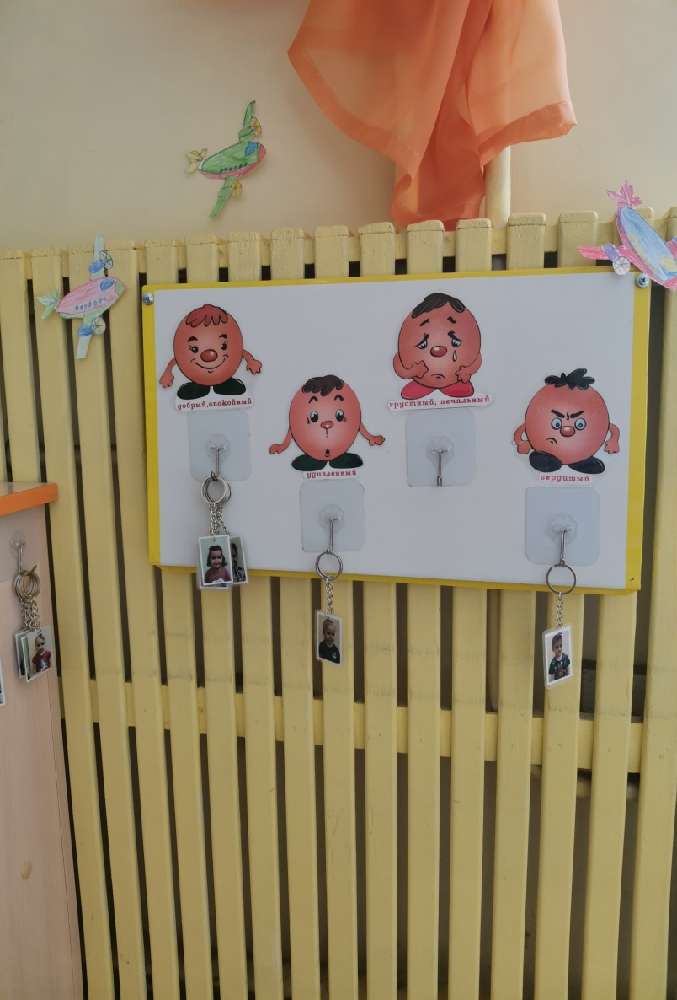 добрый,спокойный
удивленный
грустный, печальный
сердитый